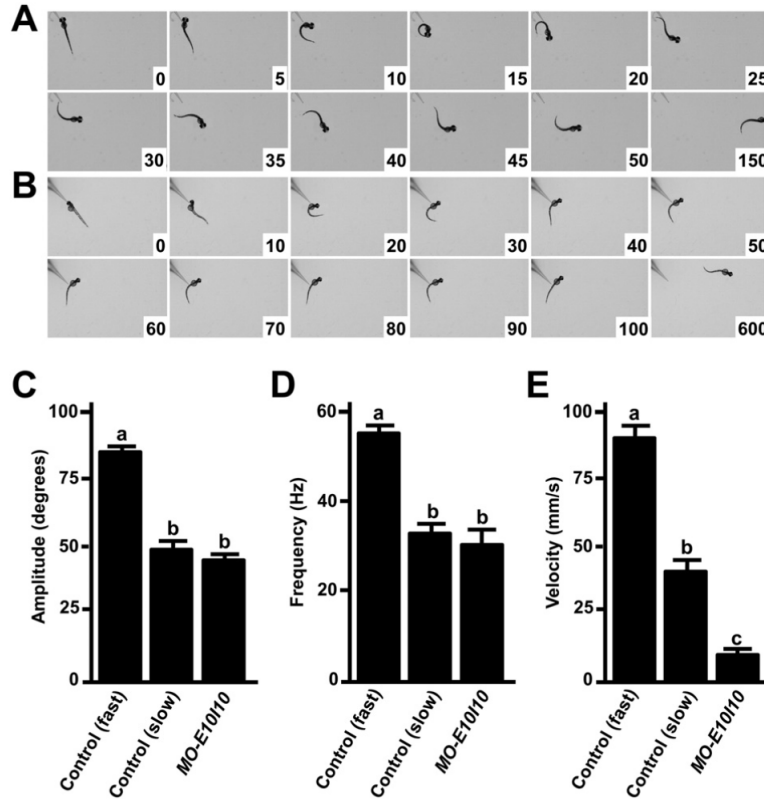 A
0 5 10 15 20 25
30 35 40 45 50 150
B
0 10 20 30 40 50
60 70 80 90 100 600
C
Amplitude (degrees)
100
75
50
25
0
a
b
b
Control (fast)
Control (slow)
MO-E10I10
D
Frequency (Hz)
60
40
20
0
a
b
b
Control (fast)
Control (slow)
MO-E10I10
E
Velocity (mm/s)
100
75
50
25
0
a
b
c
Control (fast)
Control (slow)
MO-E10I10